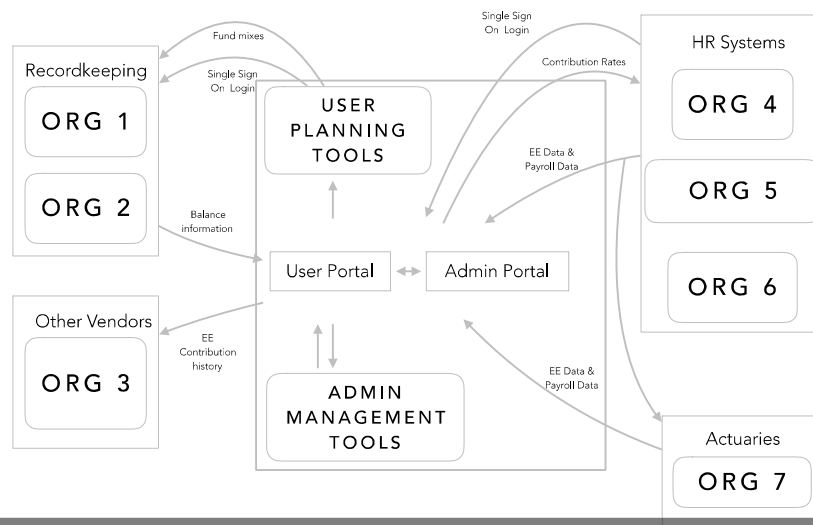 Fund mixes
Single Sign
On Login
Recordkeeping
ORG 1
ORG 2
Single Sign
On Login
USER
PLANNING
TOOLS
Contribution Rates
HR Systems
ORG 4
ORG 5
ORG 6
EE Data &
Payroll Data
Balance
information
User Portal
Admin Portal
Other Vendors
ORG 3
EE
Contribution
history
ADMIN
MANAGEMENT
TOOLS
EE Data &
Payroll Data
Actuaries
ORG 7